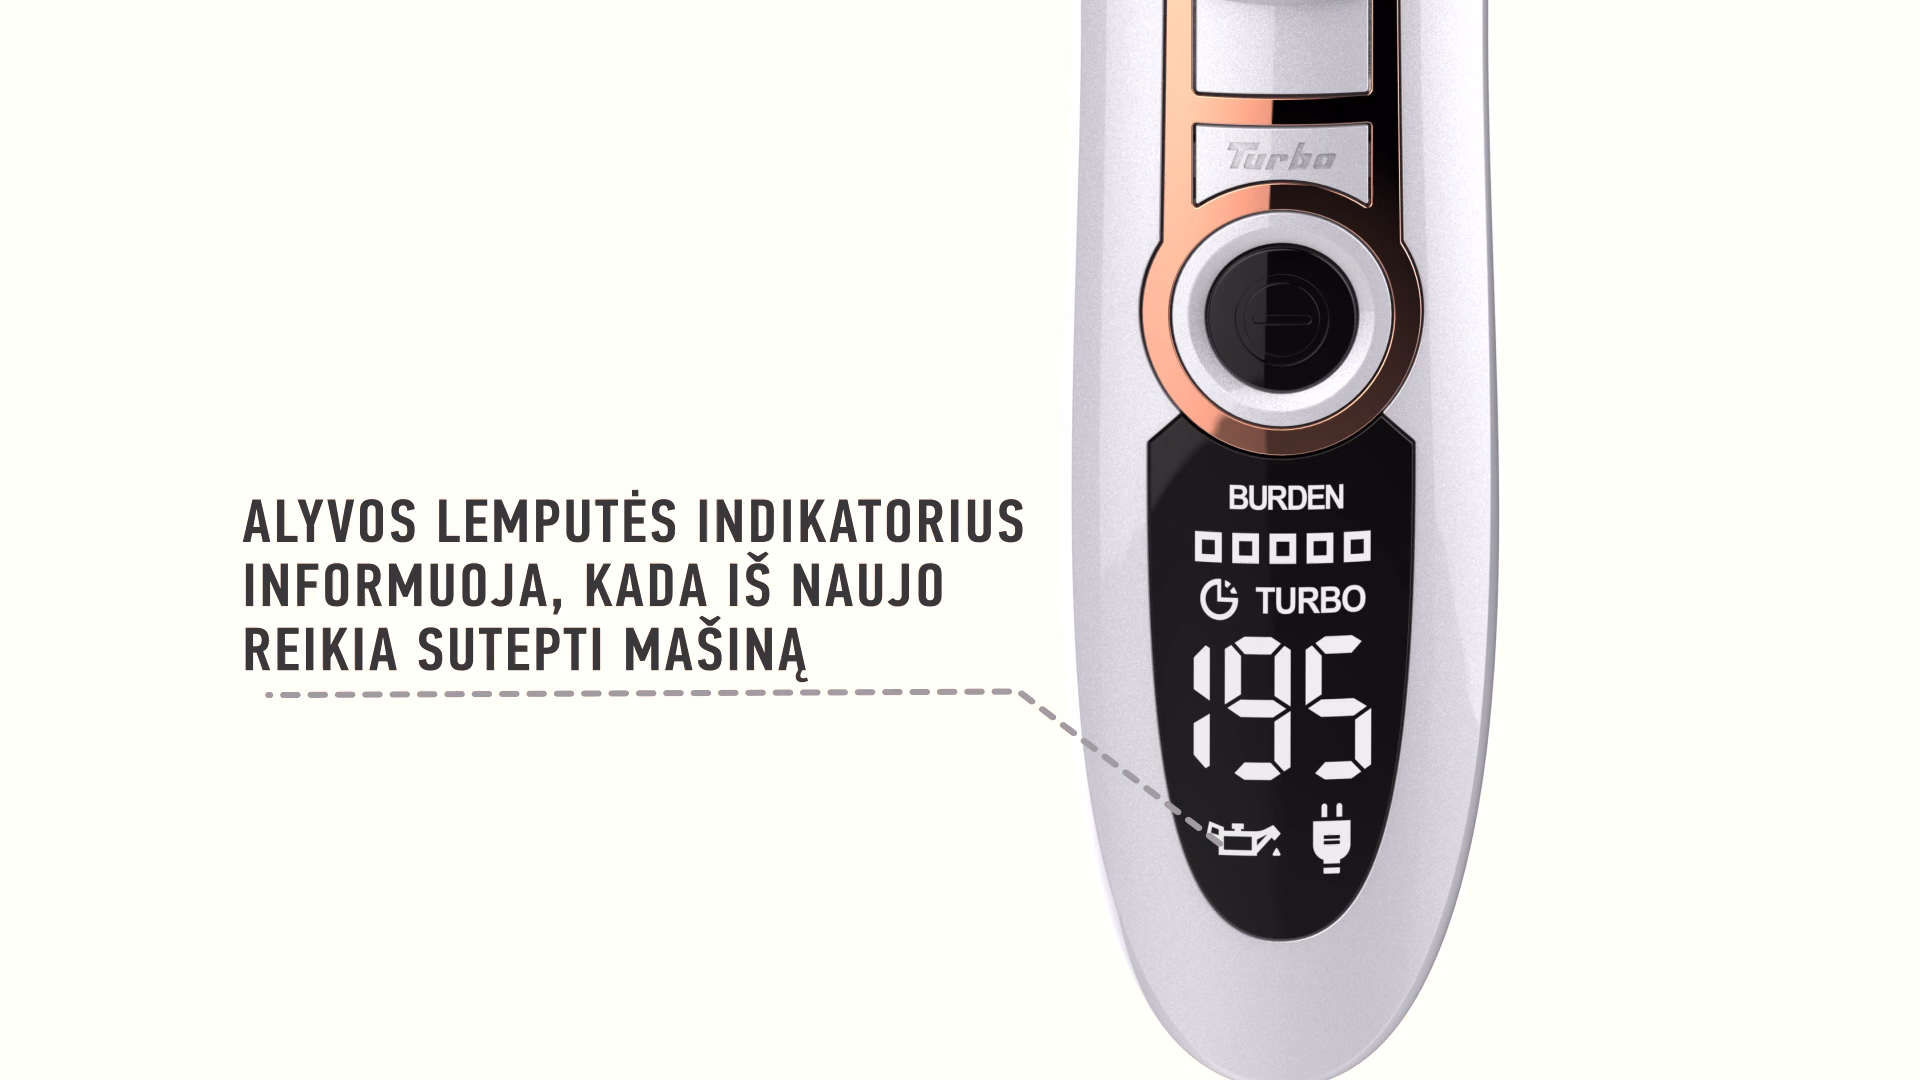 Turbo
ALYVOS LEMPUTĖS INDIKATORIUS
INFORMUOJA, KADA IŠ NAUJO
REIKIA SUTEPTI MAŠINĄ
BURDEN
TURBO
195